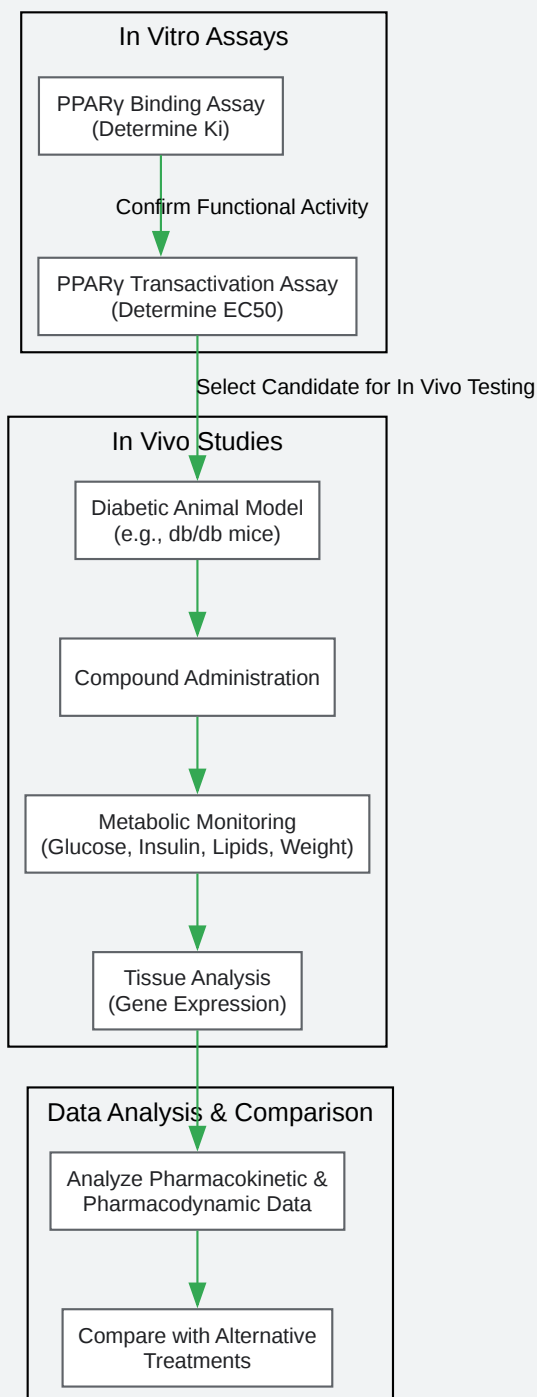 In Vitro Assays
PPARγ Binding Assay
(Determine Ki)
Confirm Functional Activity
PPARγ Transactivation Assay
(Determine EC50)
Select Candidate for In Vivo Testing
In Vivo Studies
Diabetic Animal Model
(e.g., db/db mice)
Compound Administration
Metabolic Monitoring
(Glucose, Insulin, Lipids, Weight)
Tissue Analysis
(Gene Expression)
Data Analysis & Comparison
Analyze Pharmacokinetic &
Pharmacodynamic Data
Compare with Alternative
Treatments